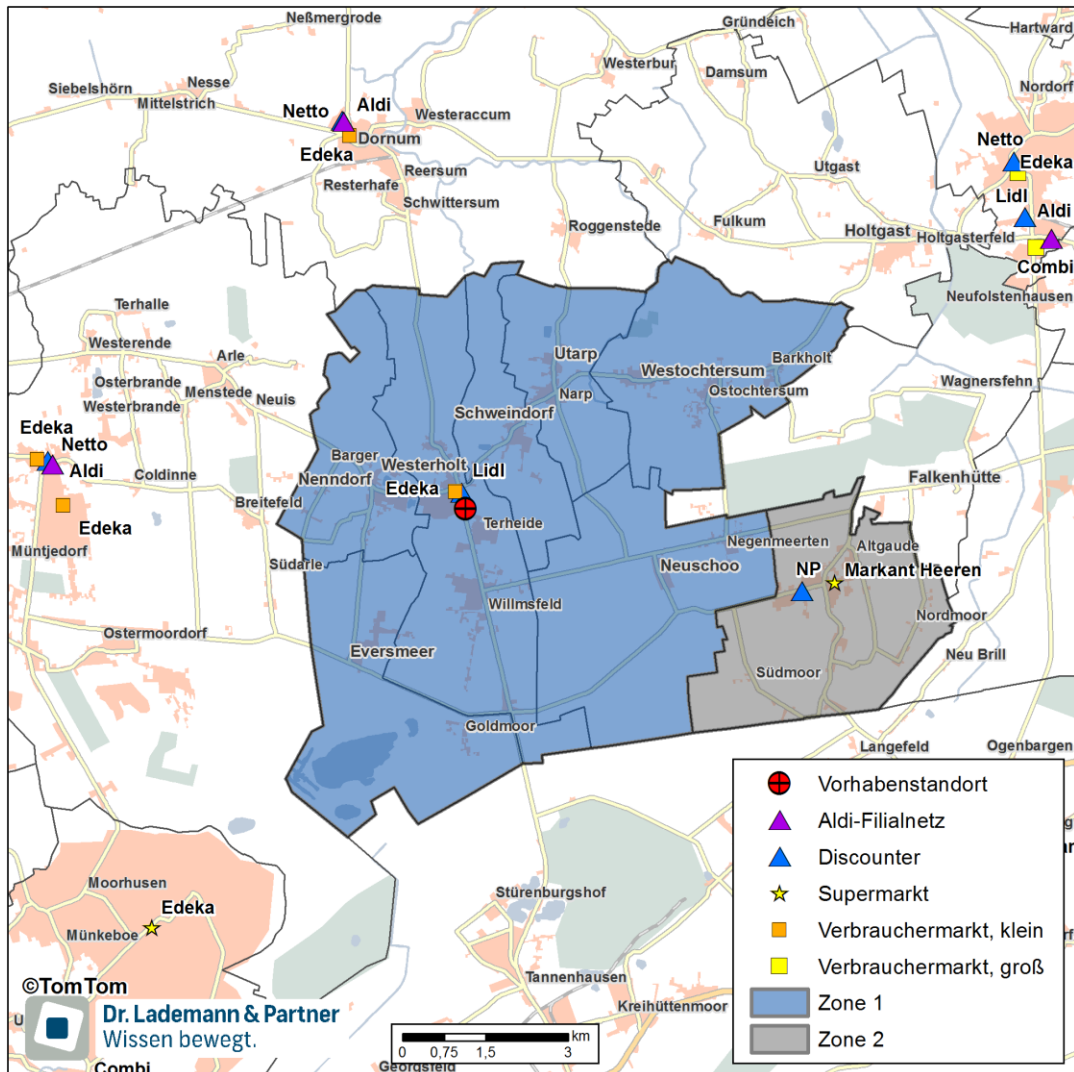 Neßmergrode
Gründeich
Hartward
Siebelshörn
Nesse
Mittelstrich
Westerbur
Damsum
Nordorf
Netto
Aldi
Westeraccum
Edeka
Dornum
Reersum
Resterhafe
Schwittersum
Utgast
Netto
Edeka
Lidl
Aldi
Roggenstede
Fulkum
Holtgast
Holtgasterfeld
Combi
Neufolstenhausen
Terhalle
Westerende
Arle
Osterbrande
Menstede
Westerbrande
Neuis
Utarp
Westochtersum
Barkholt
Narp
Ostochtersum
Wagnersfehn
Schweindorf
Edeka
Netto
Aldi
Coldinne
Barger
Nenndorf
Westerholt
Lidl
Edeka
Falkenhütte
Breitefeld
Edeka
Terheide
Müntjedorf
Südarle
Negenmeerten
Altgaude
Neuschoo
NP
Markant Heeren
Willmsfeld
Nordmoor
Ostermoordorf
Eversmeer
Neu Brill
Südmoor
Goldmoor
Langefeld
Ogenbargen
Vorhabenstandort
Aldi-Filialnetz
Discounter
Supermarkt
Verbrauchermarkt, klein
Verbrauchermarkt, groß
Zone 1
Zone 2
Moorhusen
Edeka
Münkeboe
Stürenburgshof
Tannenhausen
Kreihüttenmoor
©TomTom
Dr. Lademann & Partner
Wissen bewegt.
km
0 0,75 1,5 3
Georgsfeld
Combi